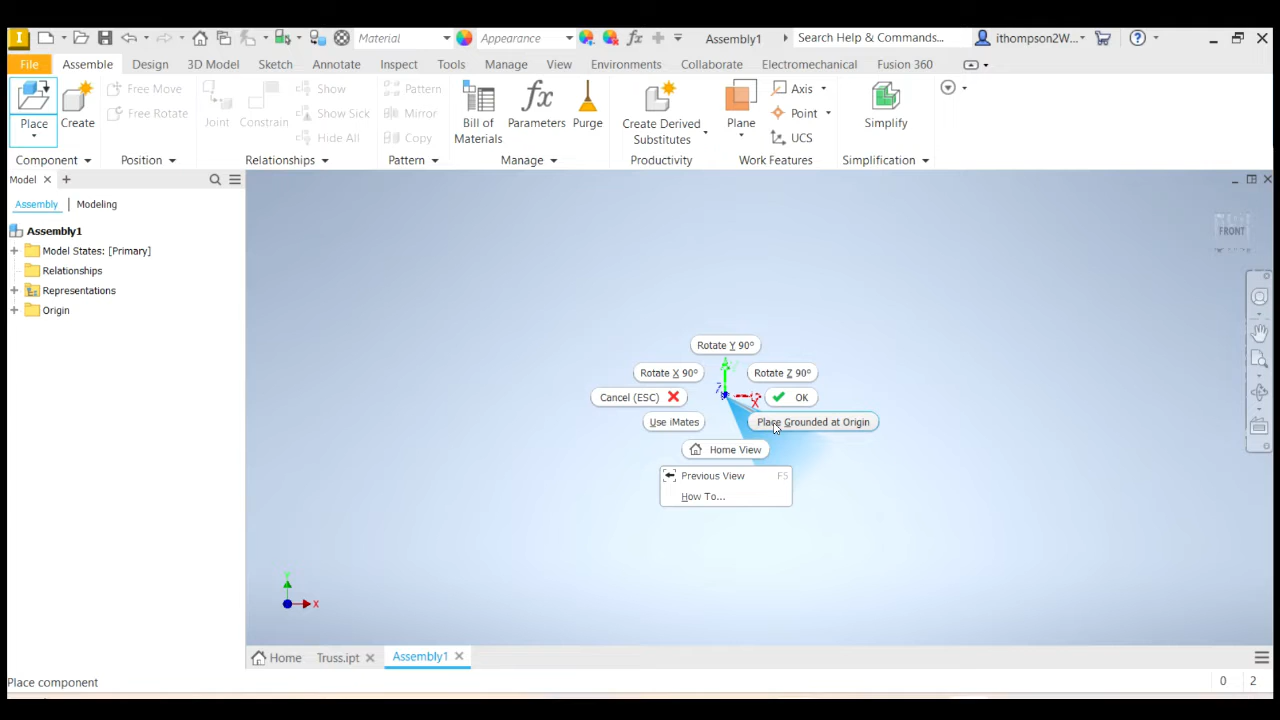 I Material Appearance fx Assembly1 Search Help & Commands... ithompson2W... ?
File Assemble Design 3D Model Sketch Annotate Inspect Tools Manage View Environments Collaborate Electromechanical Fusion 360
Place Create Free Move Free Rotate Joint Constrain Show Show Sick Hide All Pattern Mirror Copy Bill of Materials fx Parameters Purge Create Derived Substitutes Plane Axis Point UCS Simplify
Component Position Relationships Pattern Manage Productivity Work Features Simplification
Model
Assembly Modeling
Assembly1
Model States: [Primary]
Relationships
Representations
Origin
FRONT
Rotate Y 90°
Rotate X 90° Rotate Z 90°
Cancel (ESC) X OK
Use iMates Place Grounded at Origin
Home View
Previous View F5
How To...
Y
X
Home Truss.ipt Assembly1
Place component 0 2